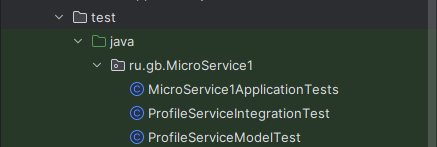 test
java
ru.gb.MicroService1
MicroService1ApplicationTests
ProfileServiceIntegrationTest
ProfileServiceModelTest